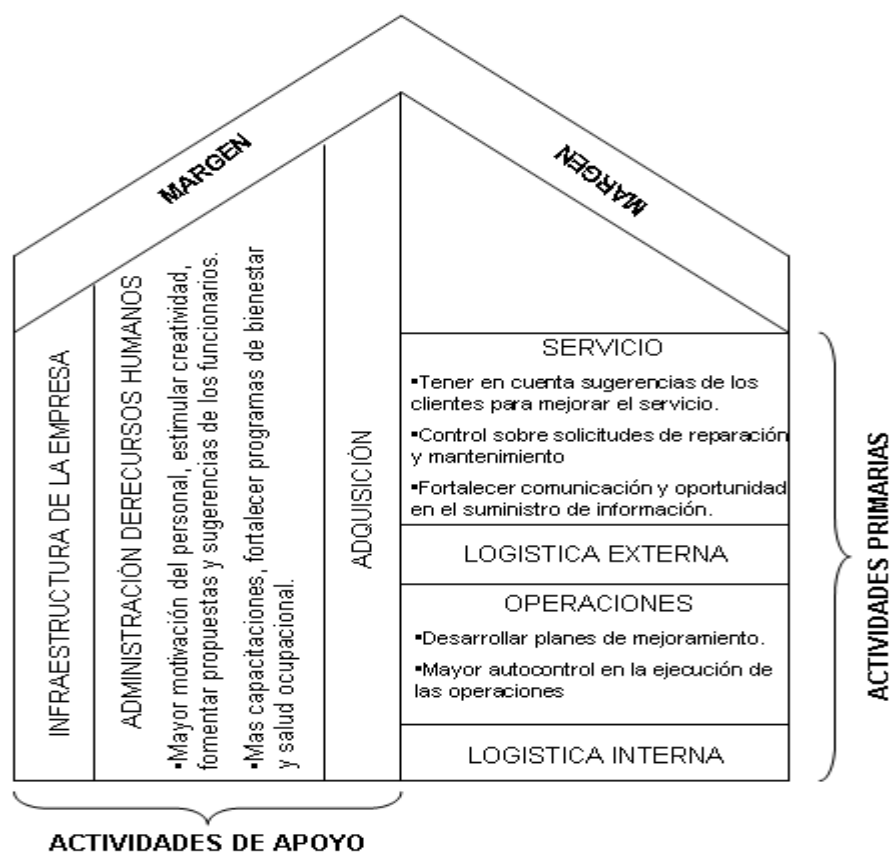 MARGEN
MARGEN
INFRAESTRUCTURA DE LA EMPRESA
ADMINISTRACIÓN DERECURSOS HUMANOS
▪Mayor motivación del personal, estimular creatividad,
fomentar propuestas y sugerencias de los funcionarios.
▪Mas capacitaciones, fortalecer programas de bienestar
y salud ocupacional.
ADQUISICIÓN
SERVICIO
▪Tener en cuenta sugerencias de los
clientes para mejorar el servicio.
▪Control sobre solicitudes de reparación
y mantenimiento
▪Fortalecer comunicación y oportunidad
en el suministro de información.
LOGISTICA EXTERNA
OPERACIONES
▪Desarrollar planes de mejoramiento.
▪Mayor autocontrol en la ejecución de
las operaciones
LOGISTICA INTERNA
ACTIVIDADES PRIMARIAS
ACTIVIDADES DE APOYO